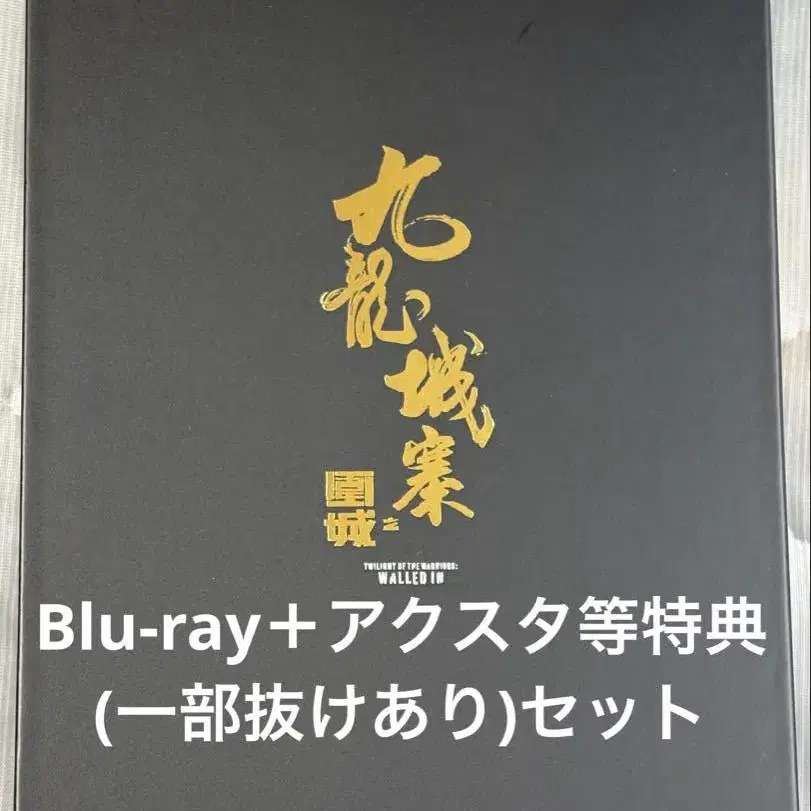 九龍城寨
之
圍城
TWILIGHT OF THE WARRIORS:
WALLED IN
Blu-ray＋アクスタ等特典
(一部抜けあり)セット